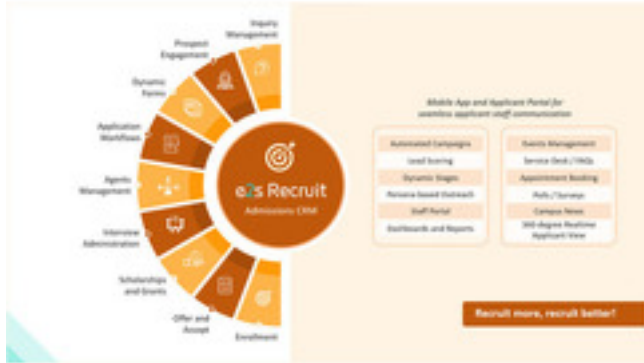 Inquiry
Management
Prospect
Engagement
Dynamic
Forms
Application
Workflows
Agents
Management
Interview
Administration
Scholarships
and Grants
Offer and
Accept
Enrollment
e2s Recruit
Admissions CRM
Mobile App and Applicant Portal for
seamless applicant-staff communication
Automated Campaigns
Lead Scoring
Dynamic Stages
Persona-based Outreach
Staff Portal
Dashboards and Reports
Events Management
Service Desk / FAQs
Appointment Booking
Polls / Surveys
Campus News
360-degree Realtime
Applicant View
Recruit more, recruit better!